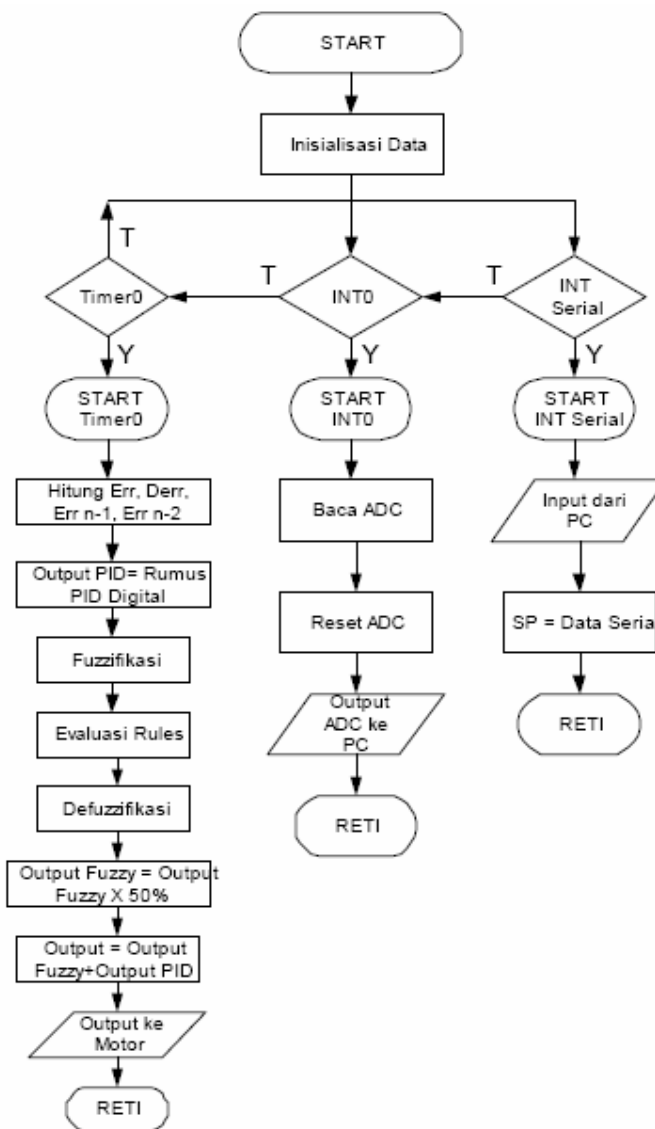 START
Inisialisasi Data
T
Timer0
Y
START
Timer0
Hitung Err, Derr,
Err n-1, Err n-2
Output PID= Rumus
PID Digital
Fuzzifikasi
Evaluasi Rules
Defuzzifikasi
Output Fuzzy = Output
Fuzzy X 50%
Output = Output
Fuzzy+Output PID
Output ke
Motor
RETI
T
INT0
Y
START
INT0
Baca ADC
Reset ADC
Output
ADC ke
PC
RETI
T
INT
Serial
Y
START
INT Serial
Input dari
PC
SP = Data Serial
RETI